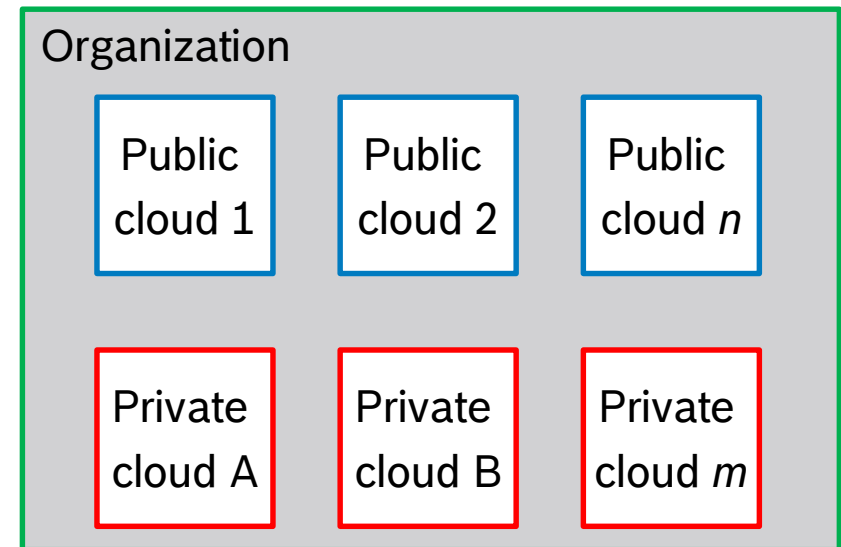 Organization
Public
cloud 1
Public
cloud 2
Public
cloud n
Private
cloud A
Private
cloud B
Private
cloud m